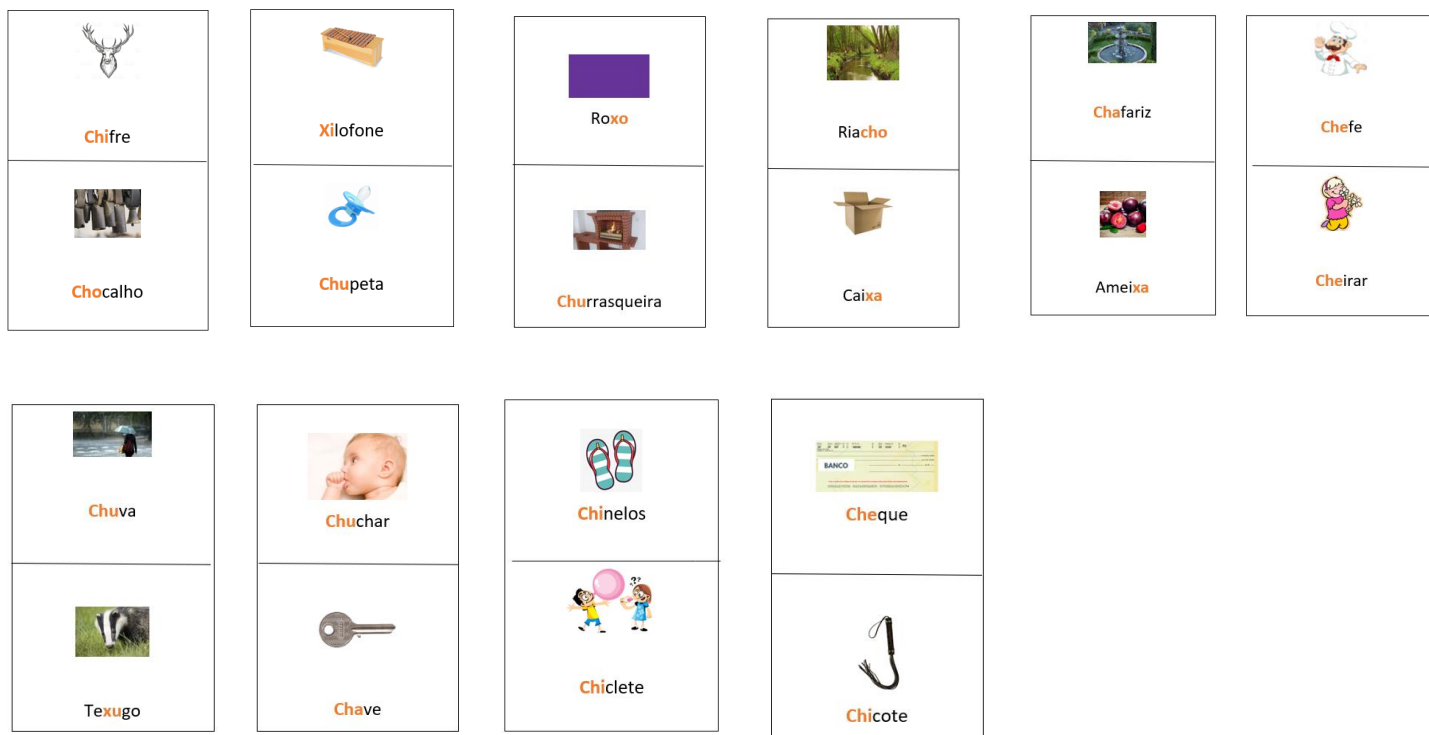 Chifre
Xilofone
Roxo
Riacho
Chafariz
Chefe
Chocalho
Chupeta
Churrasqueira
Caixa
Ameixa
Cheirar
Chuva
Chuchar
Chinelos
BANCO
Cheque
??
Texugo
Chave
Chiclete
Chicote